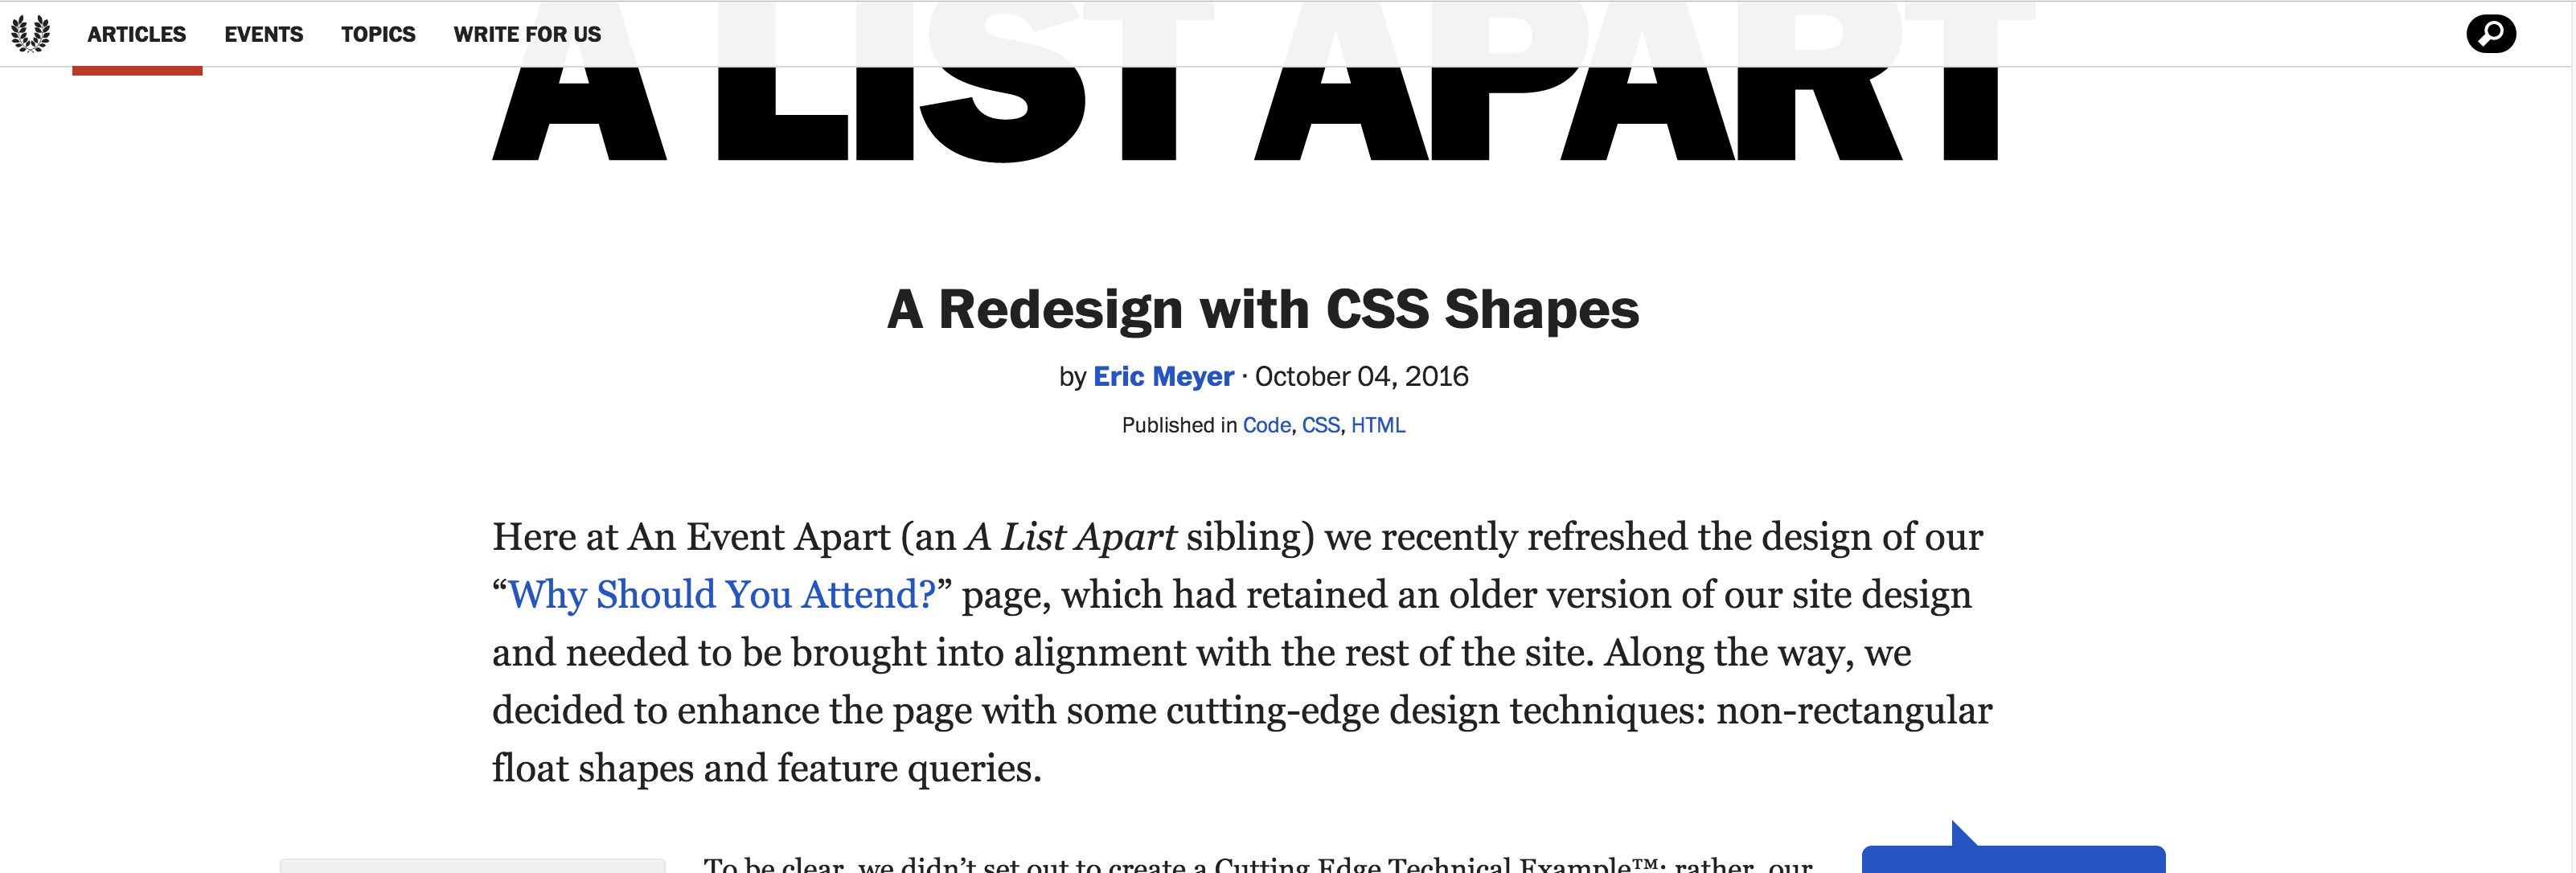 ARTICLES EVENTS TOPICS WRITE FOR US
A LIST APART
A Redesign with CSS Shapes
by Eric Meyer · October 04, 2016
Published in Code, CSS, HTML
Here at An Event Apart (an A List Apart sibling) we recently refreshed the design of our
“Why Should You Attend?” page, which had retained an older version of our site design
and needed to be brought into alignment with the rest of the site. Along the way, we
decided to enhance the page with some cutting-edge design techniques: non-rectangular
float shapes and feature queries.
To be clear, we didn’t set out to create a Cutting Edge Technical Example™; rather, our